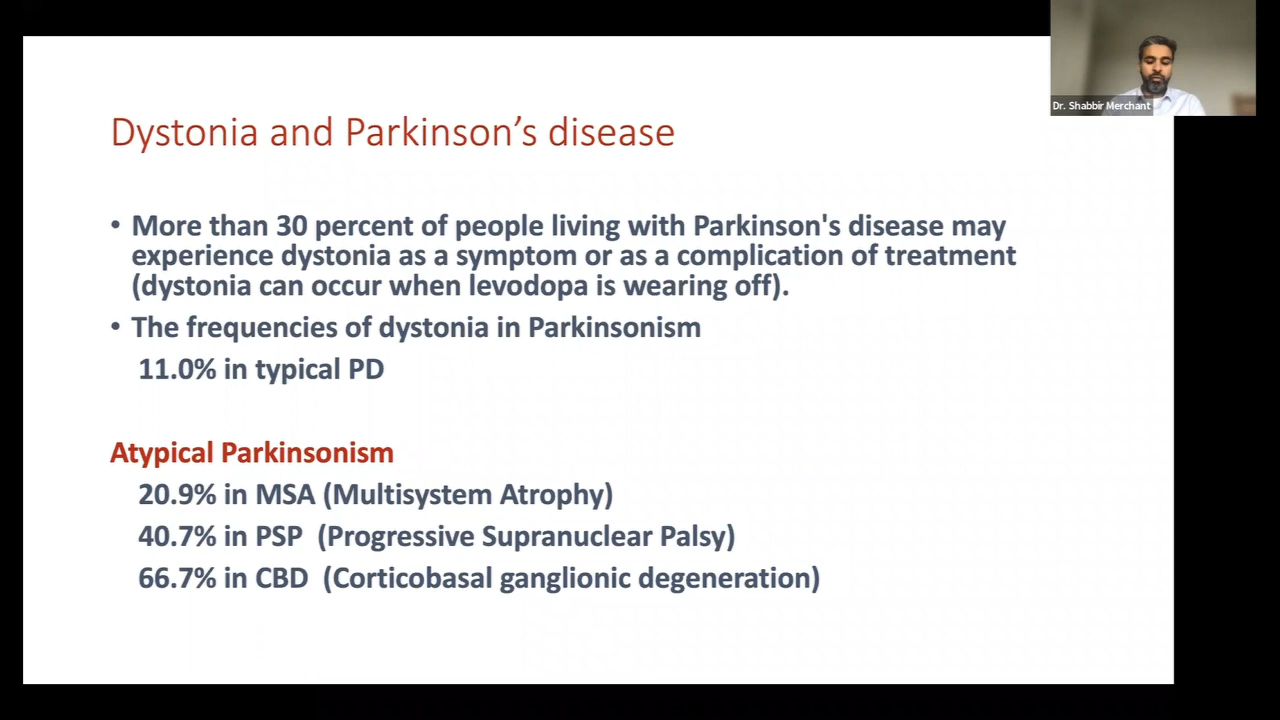 Dr. Shabbir Merchant
Dystonia and Parkinson’s disease
• More than 30 percent of people living with Parkinson's disease may
experience dystonia as a symptom or as a complication of treatment
(dystonia can occur when levodopa is wearing off).
• The frequencies of dystonia in Parkinsonism
11.0% in typical PD
Atypical Parkinsonism
20.9% in MSA (Multisystem Atrophy)
40.7% in PSP (Progressive Supranuclear Palsy)
66.7% in CBD (Corticobasal ganglionic degeneration)